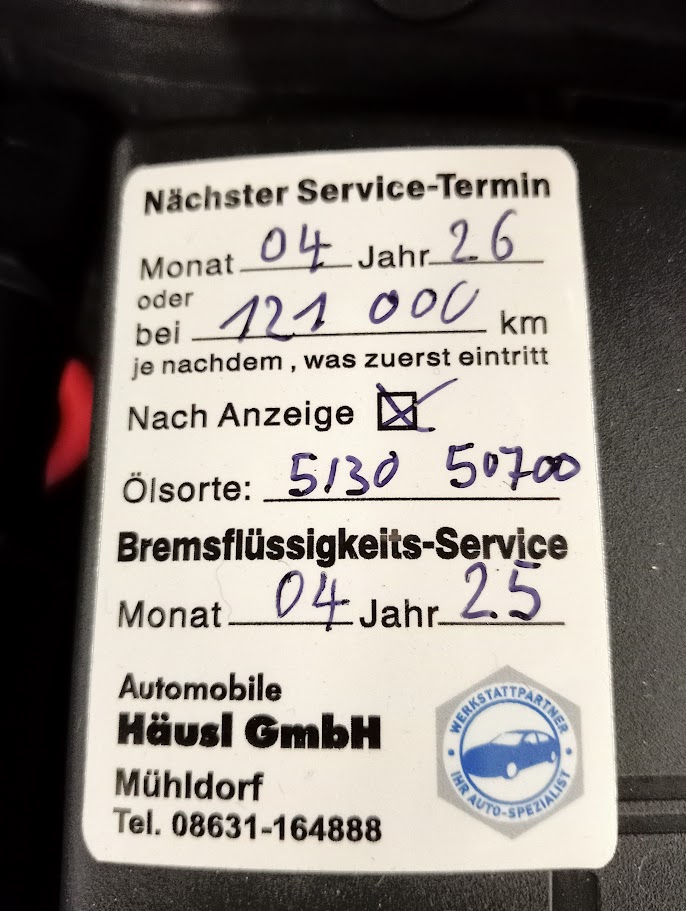 Nächster Service-Termin
Monat 04 Jahr 26
oder
bei 121 000 km
je nachdem, was zuerst eintritt
Nach Anzeige
Ölsorte: 5130 50700
Bremsflüssigkeits-Service
Monat 04 Jahr 25
Automobile
Häusl GmbH
Mühldorf
Tel. 08631-164888
WERKSTATTPARTNER
IHR AUTO-SPEZIALIST